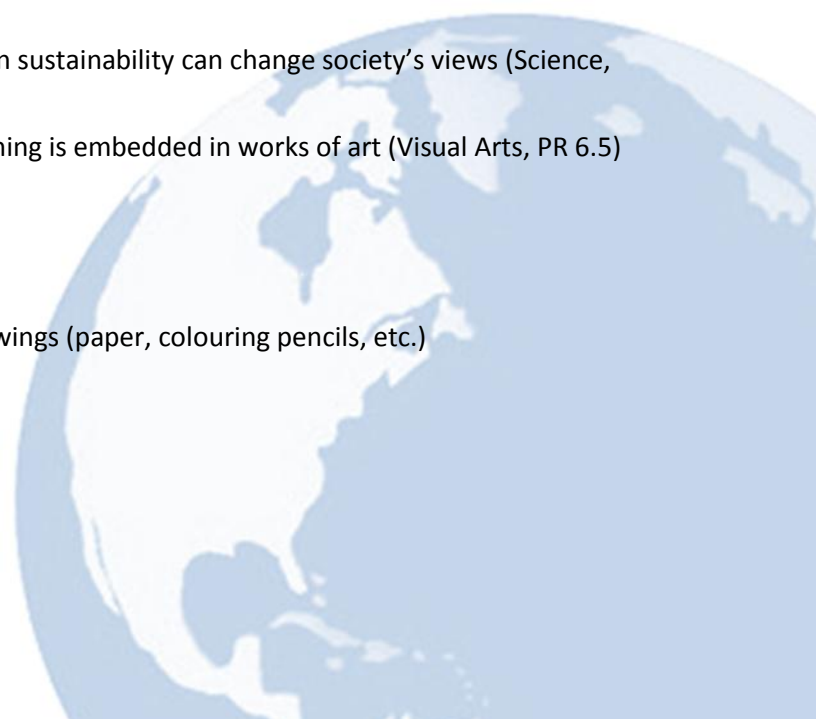 n sustainability can change society’s views (Science,
ning is embedded in works of art (Visual Arts, PR 6.5)
wings (paper, colouring pencils, etc.)